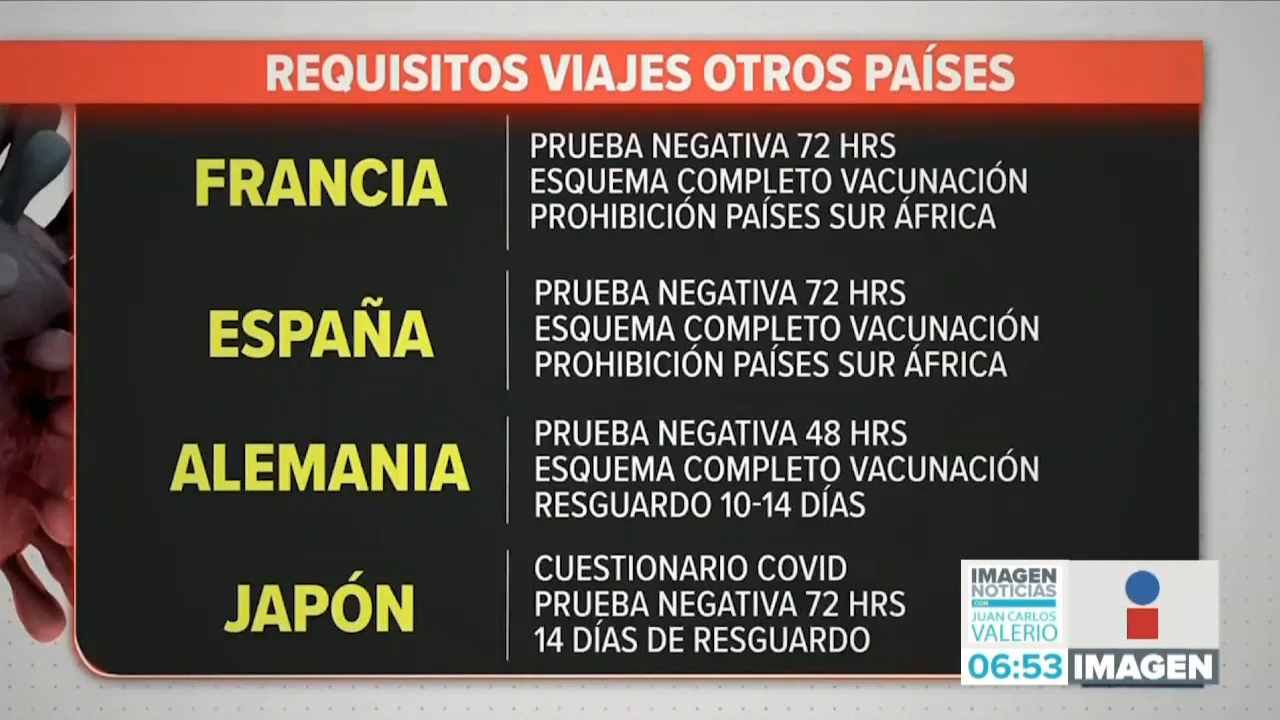 REQUISITOS VIAJES OTROS PAÍSES
FRANCIA
PRUEBA NEGATIVA 72 HRS
ESQUEMA COMPLETO VACUNACIÓN
PROHIBICIÓN PAÍSES SUR ÁFRICA
ESPAÑA
PRUEBA NEGATIVA 72 HRS
ESQUEMA COMPLETO VACUNACIÓN
PROHIBICIÓN PAÍSES SUR ÁFRICA
ALEMANIA
PRUEBA NEGATIVA 48 HRS
ESQUEMA COMPLETO VACUNACIÓN
RESGUARDO 10-14 DÍAS
JAPÓN
CUESTIONARIO COVID
PRUEBA NEGATIVA 72 HRS
14 DÍAS DE RESGUARDO
IMAGEN
NOTICIAS
CON
JUAN CARLOS
VALERIO
06:53 IMAGEN